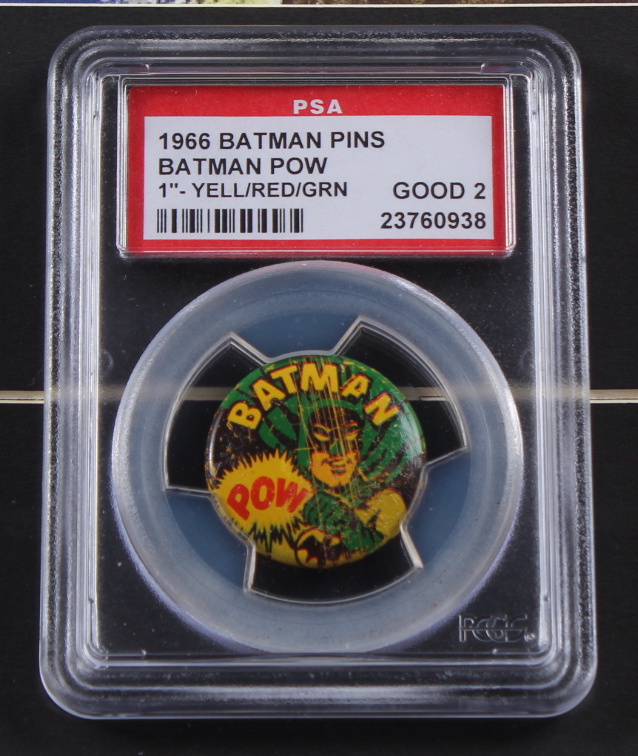 PSA
1966 BATMAN PINS
BATMAN POW
1"- YELL/RED/GRN GOOD 2
23760938
BATMAN
POW
PCGS